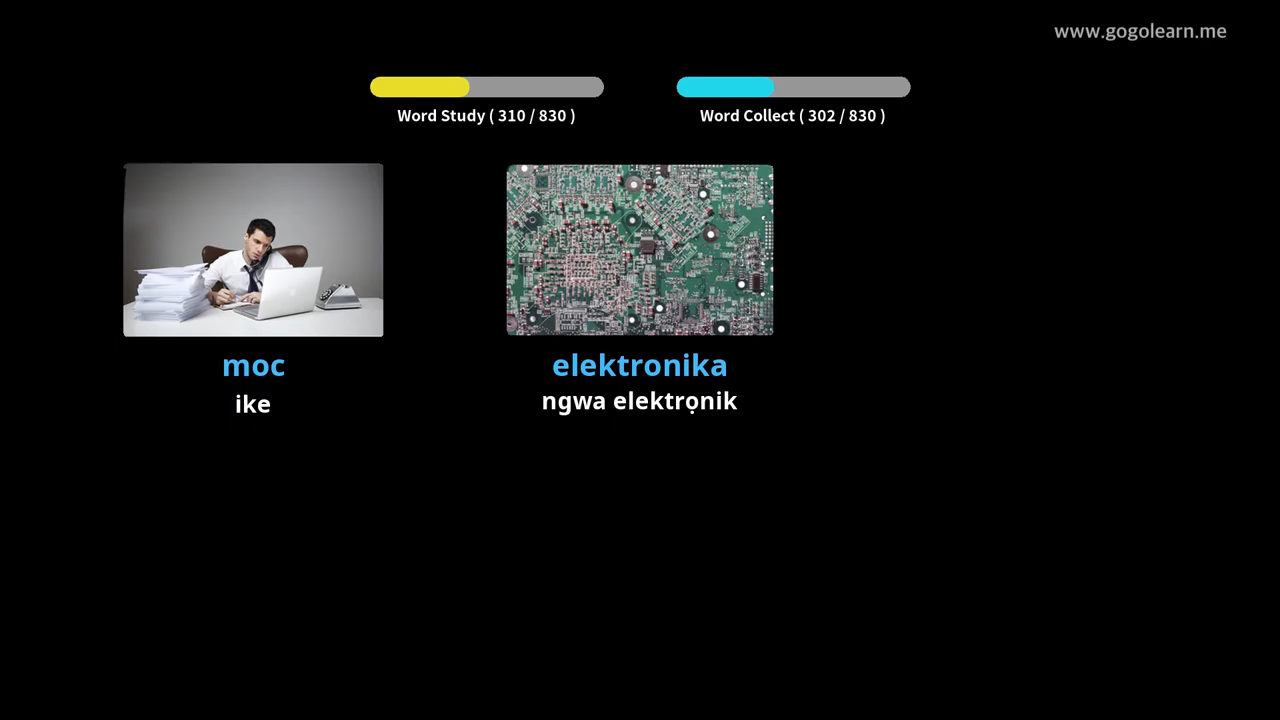 www.gogolearn.me
Word Study ( 310 / 830 )
Word Collect ( 302 / 830 )
moc
ike
elektronika
ngwa elektrọnik